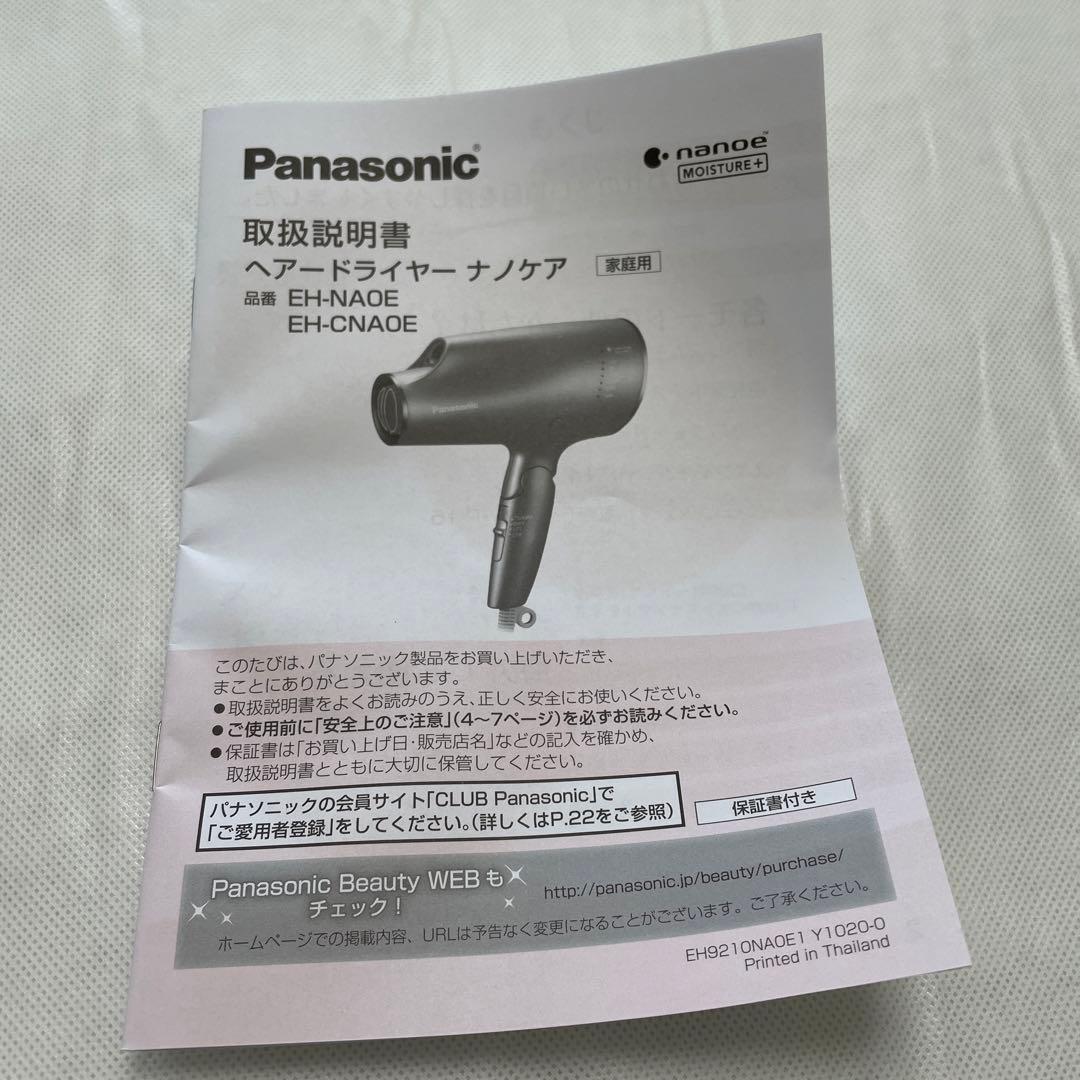 Panasonic®
nanoe™
MOISTURE+
取扱説明書
ヘアードライヤー ナノケア 家庭用
品番 EH-NA0E
EH-CNA0E
Panasonic
このたびは、パナソニック製品をお買い上げいただき、
まことにありがとうございます。
●取扱説明書をよくお読みのうえ、正しく安全にお使いください。
●ご使用前に「安全上のご注意」(4～7ページ)を必ずお読みください。
●保証書は「お買い上げ日・販売店名」などの記入を確かめ、
取扱説明書とともに大切に保管してください。
パナソニックの会員サイト「CLUB Panasonic」で
「ご愛用者登録」をしてください。(詳しくはP.22をご参照)
保証書付き
Panasonic Beauty WEB も
チェック！
http://panasonic.jp/beauty/purchase/
ホームページでの掲載内容、URLは予告なく変更になることがございます。ご了承ください。
EH9210NA0E1 Y1020-0
Printed in Thailand